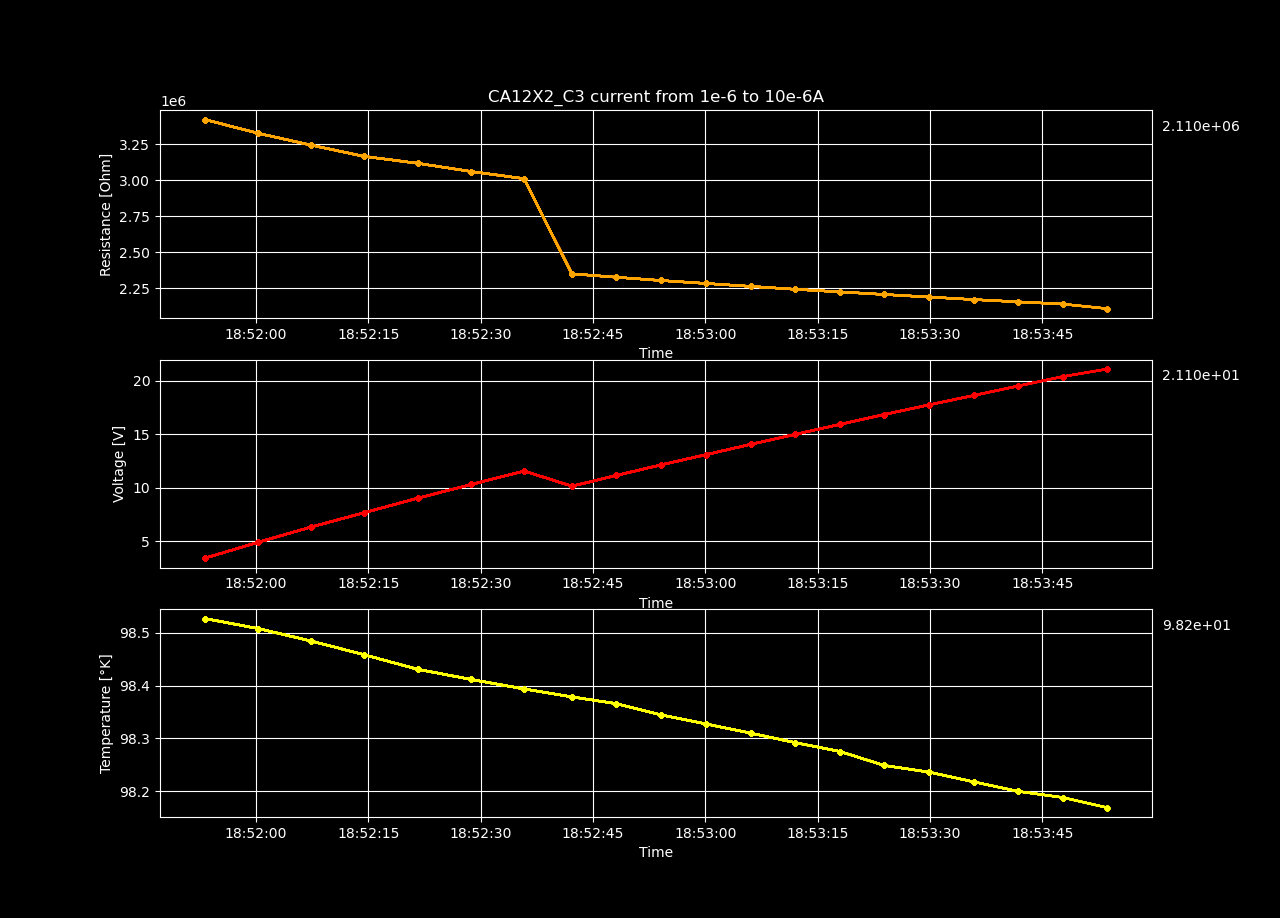 CA12X2_C3 current from 1e-6 to 10e-6A
1e6
2.110e+06
Resistance [Ohm]
3.25
3.00
2.75
2.50
2.25
18:52:00 18:52:15 18:52:30 18:52:45 18:53:00 18:53:15 18:53:30 18:53:45
Time
2.110e+01
Voltage [V]
20
15
10
5
18:52:00 18:52:15 18:52:30 18:52:45 18:53:00 18:53:15 18:53:30 18:53:45
Time
9.82e+01
Temperature [°K]
98.5
98.4
98.3
98.2
18:52:00 18:52:15 18:52:30 18:52:45 18:53:00 18:53:15 18:53:30 18:53:45
Time